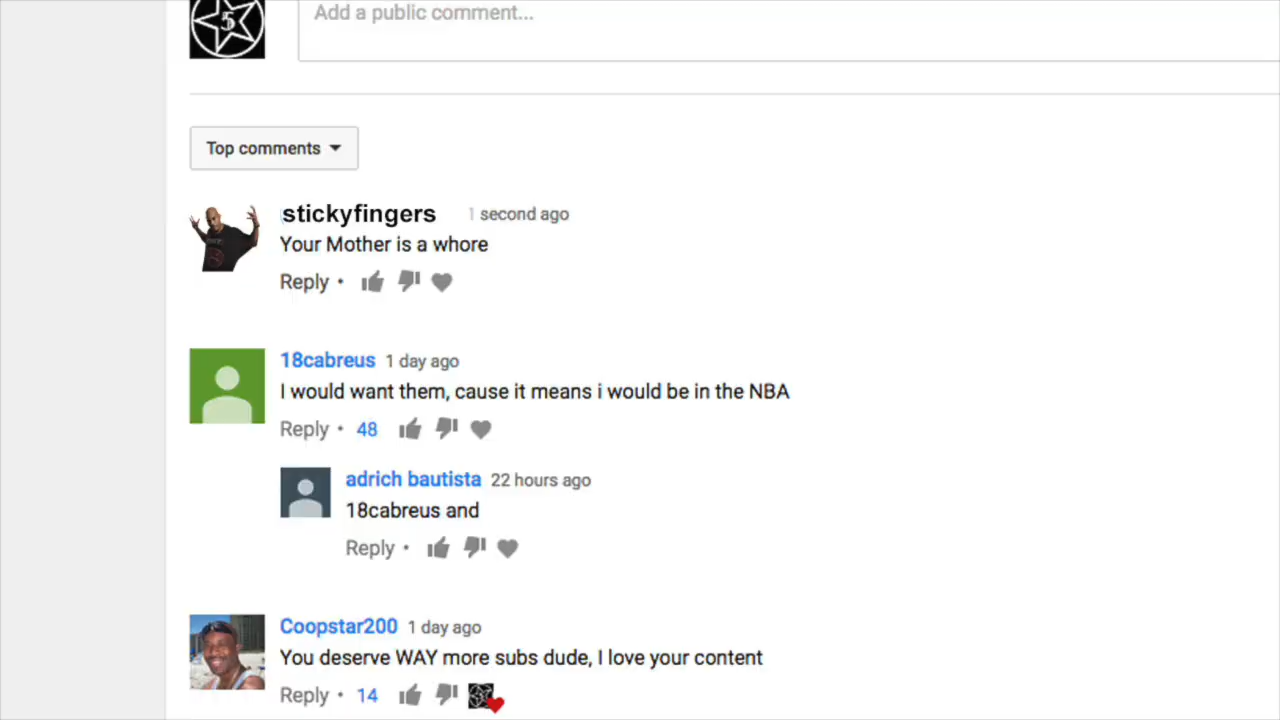 5
Add a public comment...
Top comments
stickyfingers 1 second ago
Your Mother is a whore
Reply •
18cabreus 1 day ago
I would want them, cause it means i would be in the NBA
Reply • 48
adrich bautista 22 hours ago
18cabreus and
Reply •
Coopstar200 1 day ago
You deserve WAY more subs dude, I love your content
Reply • 14